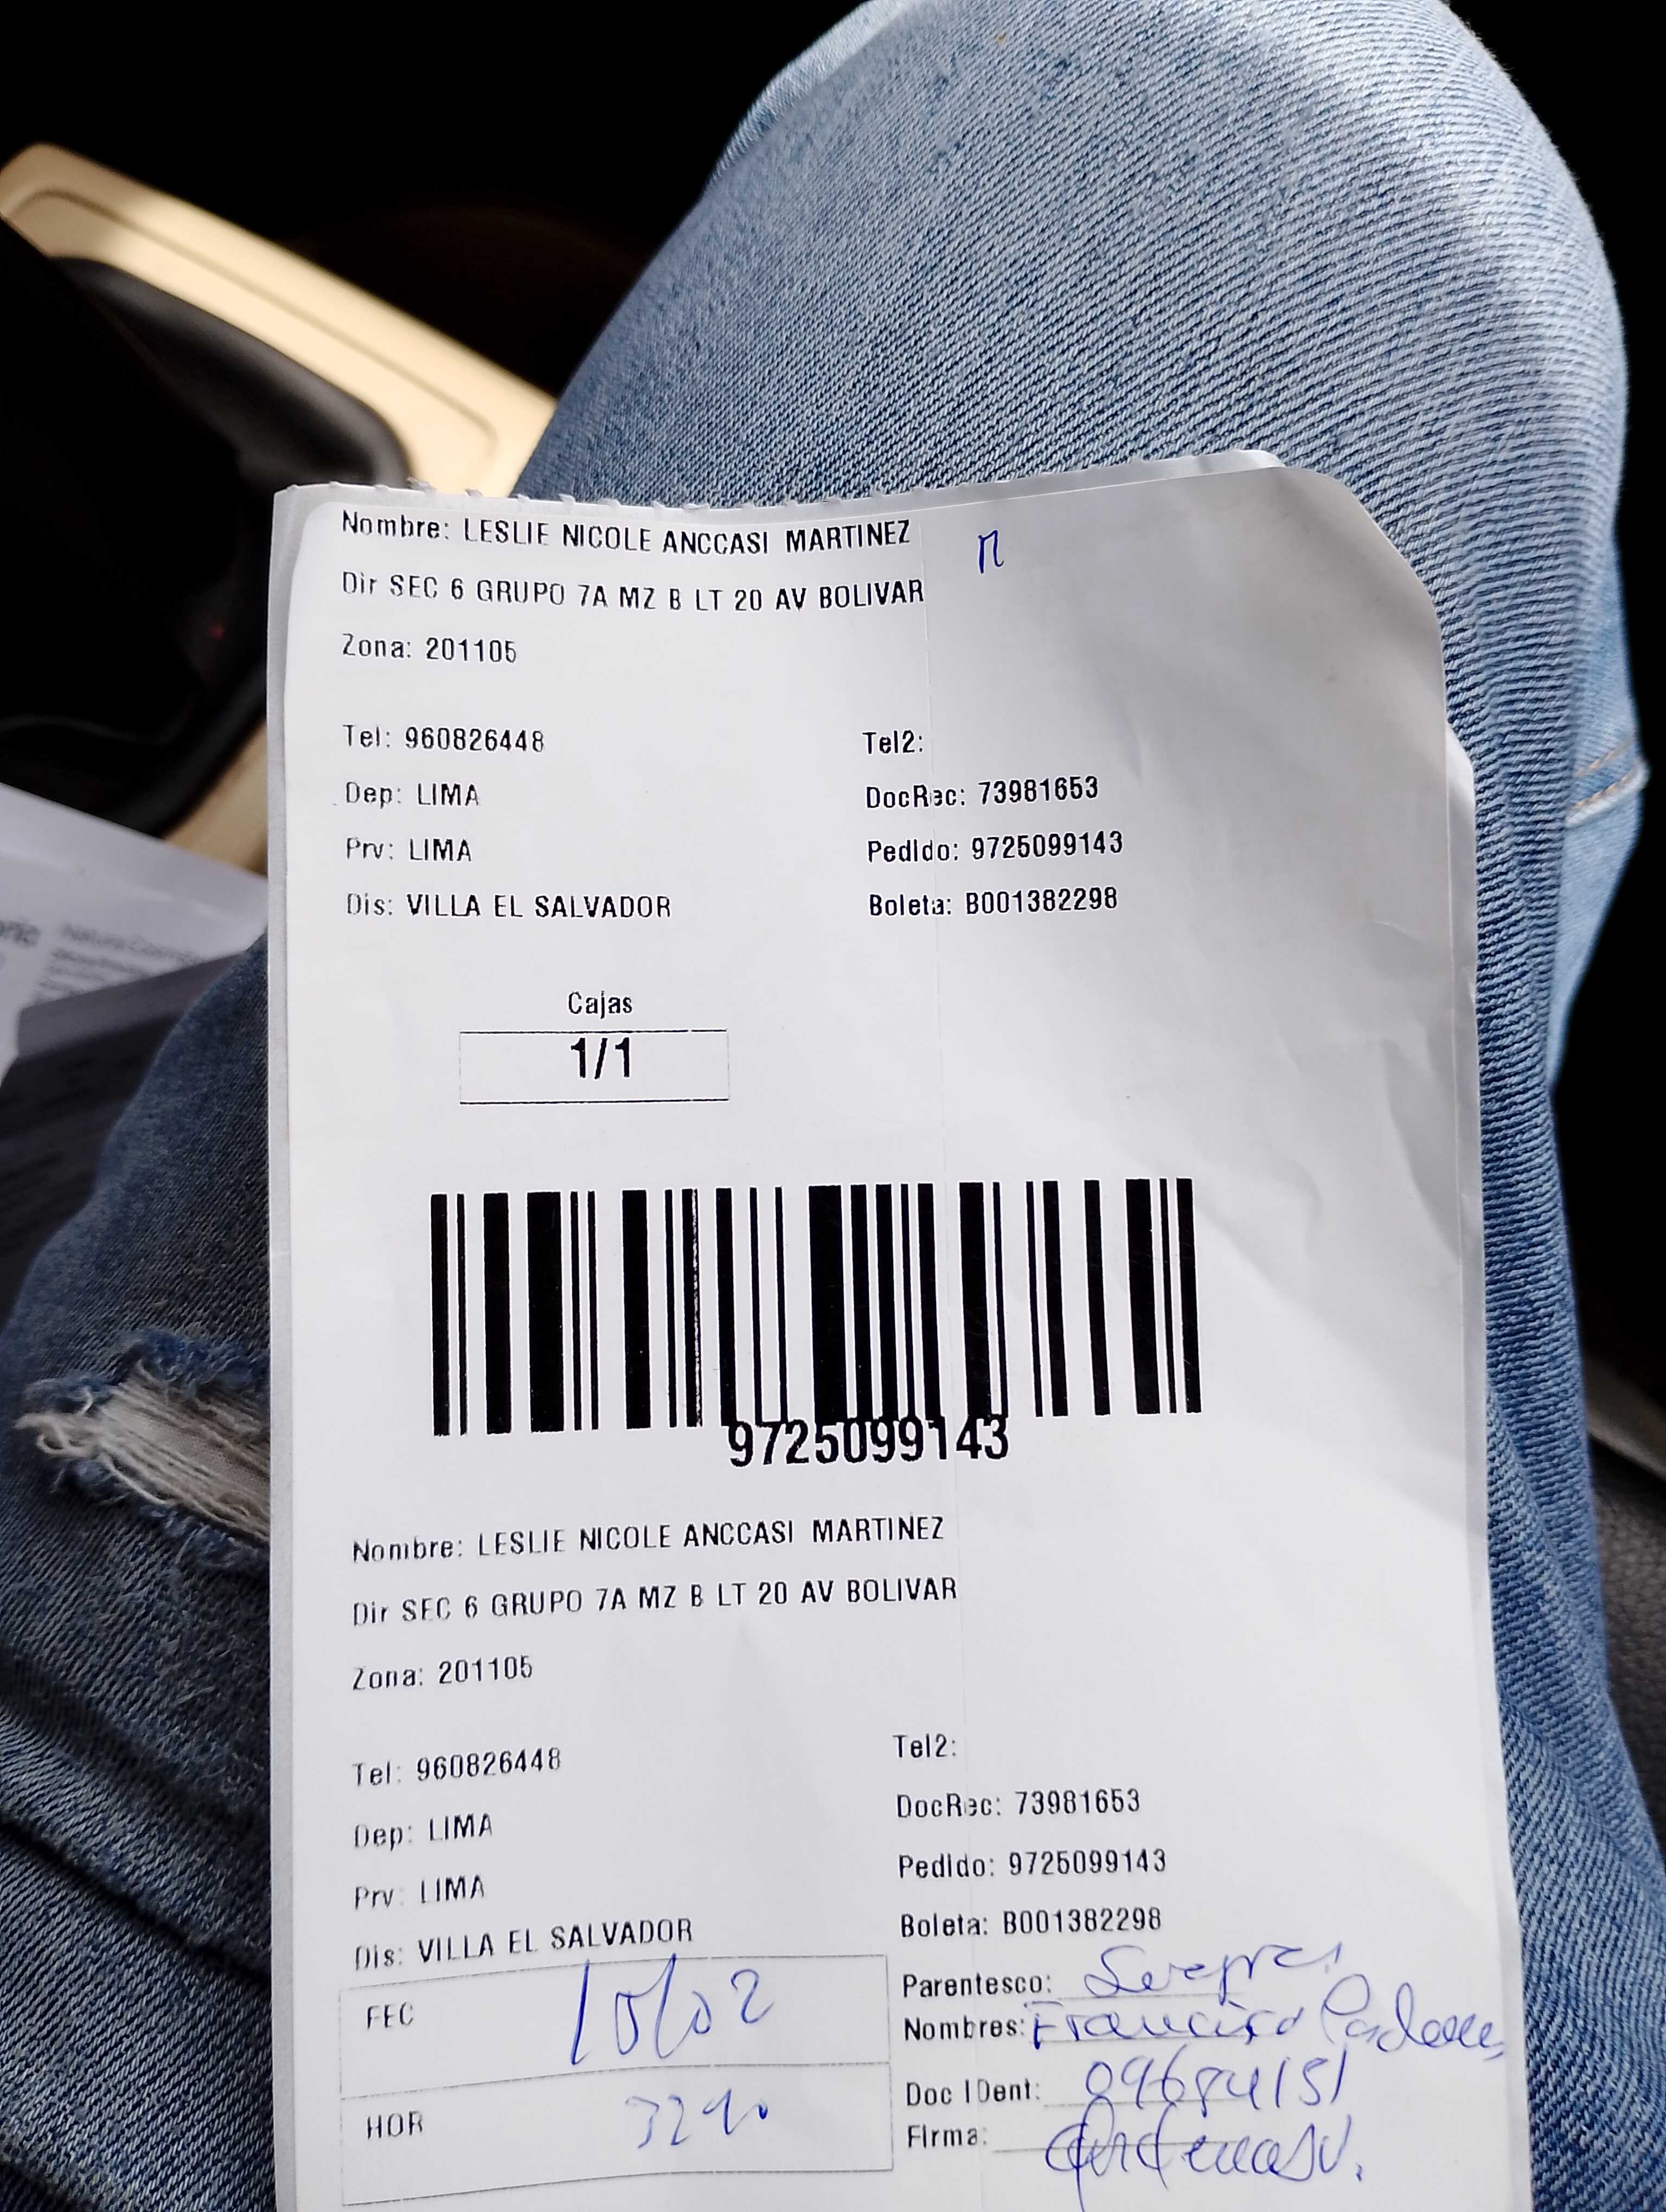 Nombre: LESLIE NICOLE ANCCASI MARTINEZ
Dir SEC 6 GRUPO 7A MZ B LT 20 AV BOLIVAR
Zona: 201105
Tel: 960826448 Tel2:
Dep: LIMA DocRec: 73981653
Prv: LIMA Pedido: 9725099143
Dis: VILLA EL SALVADOR Boleta: B001382298
Cajas
1/1
9725099143
Nombre: LESLIE NICOLE ANCCASI MARTINEZ
Dir SEC 6 GRUPO 7A MZ B LT 20 AV BOLIVAR
Zona: 201105
Tel: 960826448 Tel2:
Dep: LIMA DocRec: 73981653
Prv: LIMA Pedido: 9725099143
Dis: VILLA EL SALVADOR Boleta: B001382298
FEC Parentesco:
Nombres: Francisco
HOR Doc IDent: 09684151
Firma: